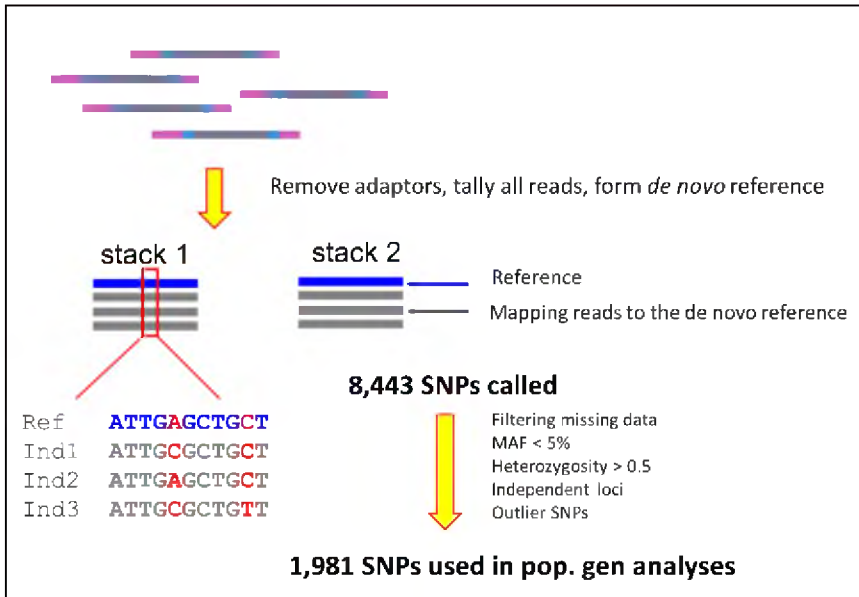 Remove adaptors, tally all reads, form de novo reference
stack 1
stack 2
Reference
Mapping reads to the de novo reference
8,443 SNPs called
Ref ATTGAGCTGCT
Ind1 ATTGCGCTGCT
Ind2 ATTGAGCTGCT
Ind3 ATTGCGCTGTT
Filtering missing data
MAF < 5%
Heterozygosity > 0.5
Independent loci
Outlier SNPs
1,981 SNPs used in pop. gen analyses